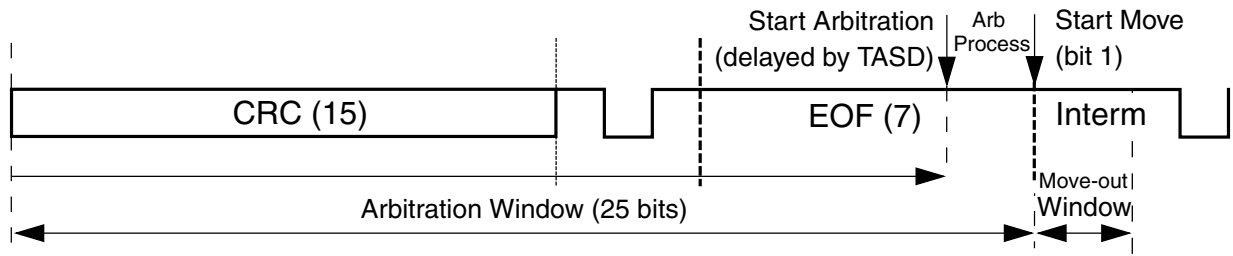 Start Arbitration
(delayed by TASD)
Arb
Process
Start Move
(bit 1)
CRC (15)
EOF (7)
Interm
Arbitration Window (25 bits)
Move-out
Window